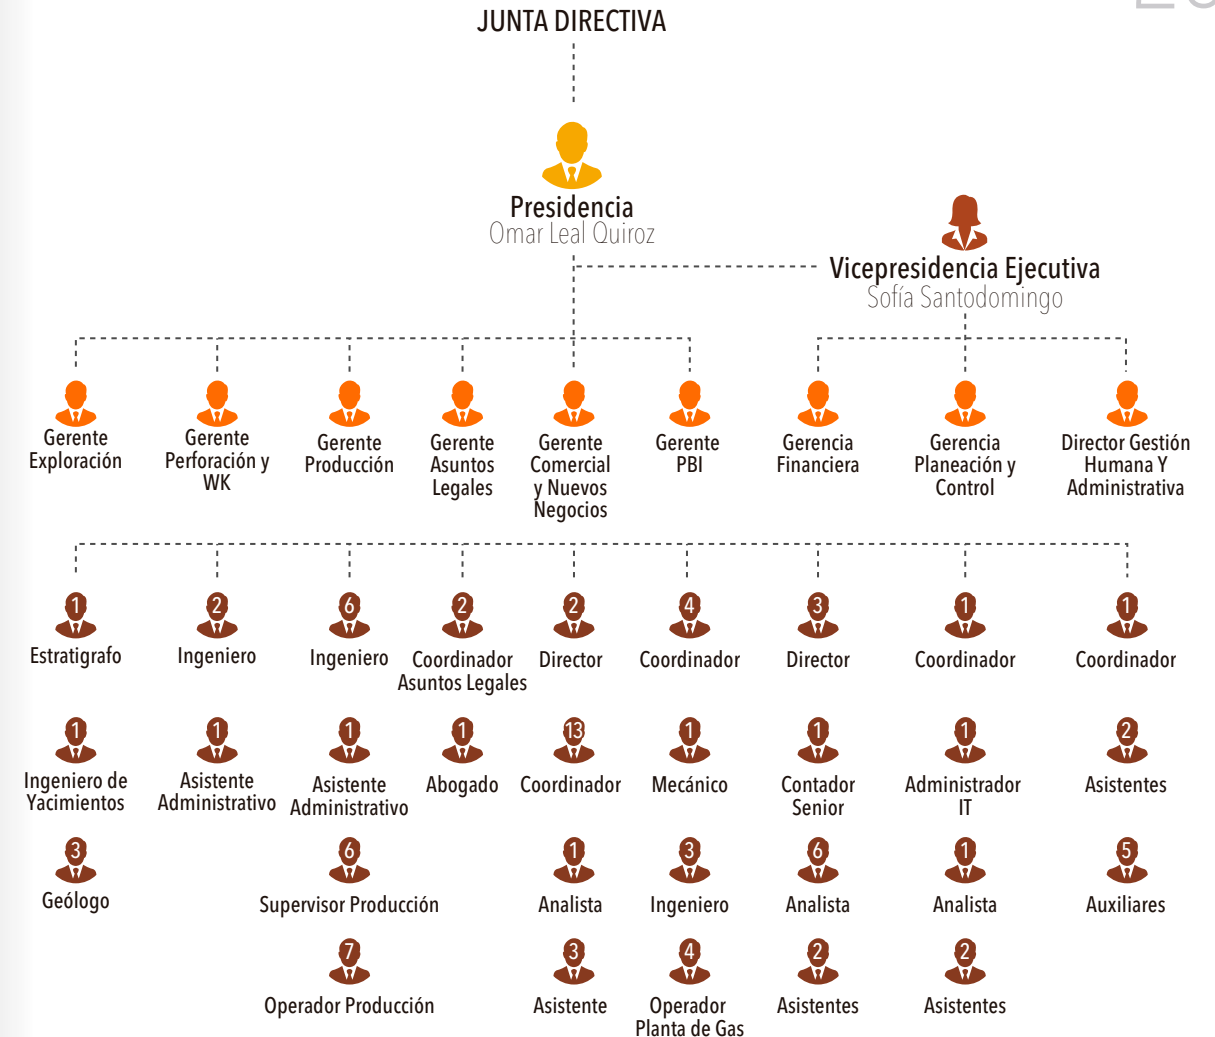 JUNTA DIRECTIVA
Presidencia
Omar Leal Quiroz
Vicepresidencia Ejecutiva
Sofía Santodomingo
Gerente
Exploración
Gerente
Perforación y
WK
Gerente
Producción
Gerente
Asuntos
Legales
Gerente
Comercial
y Nuevos
Negocios
Gerente
PBI
Gerencia
Financiera
Gerencia
Planeación y
Control
Director Gestión
Humana Y
Administrativa
1
Estratigrafo
2
Ingeniero
6
Ingeniero
2
Coordinador
Asuntos Legales
2
Director
4
Coordinador
3
Director
1
Coordinador
1
Coordinador
1
Ingeniero de
Yacimientos
1
Asistente
Administrativo
1
Asistente
Administrativo
1
Abogado
13
Coordinador
1
Mecánico
1
Contador
Senior
1
Administrador
IT
2
Asistentes
3
Geólogo
6
Supervisor Producción
1
Analista
3
Ingeniero
6
Analista
1
Analista
5
Auxiliares
7
Operador Producción
3
Asistente
4
Operador
Planta de Gas
2
Asistentes
2
Asistentes